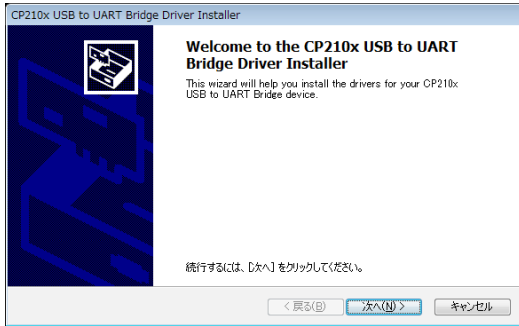 CP210x USB to UART Bridge Driver Installer
Welcome to the CP210x USB to UART
Bridge Driver Installer
This wizard will help you install the drivers for your CP210x
USB to UART Bridge device.
続行するには、[次へ] をクリックしてください。
< 戻る(B)
次へ(N) >
キャンセル